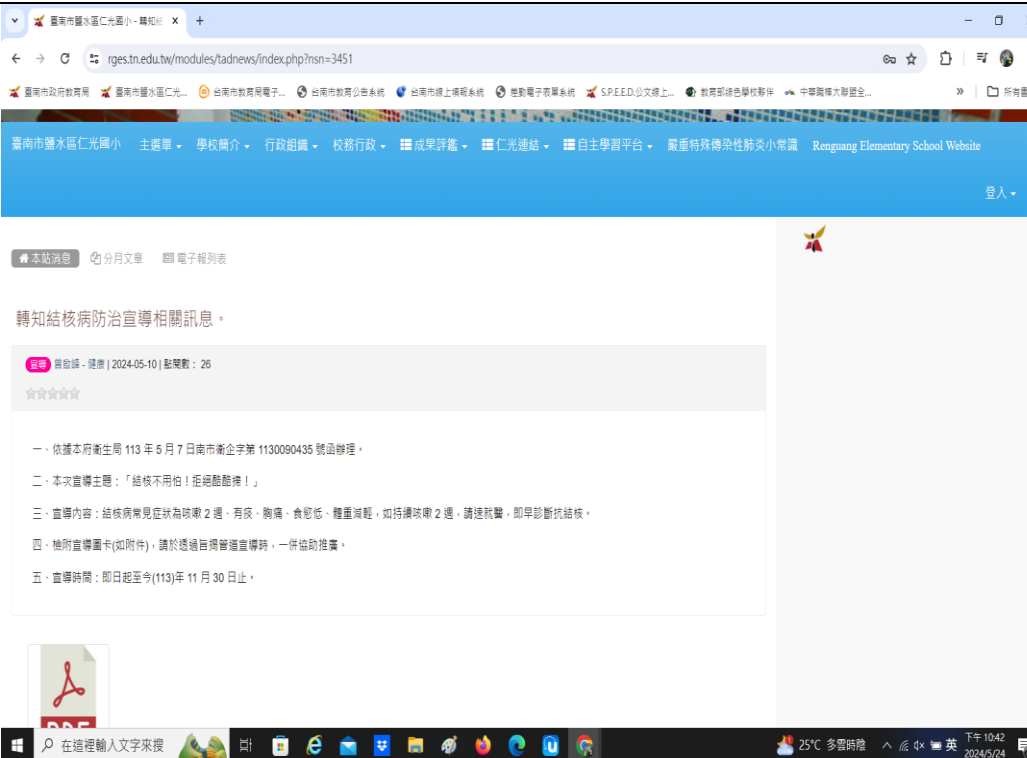 臺南市鹽水區仁光國小 - 轉知結
rges.tn.edu.tw/modules/tadnews/index.php?nsn=3451
臺南市政府教育局 臺南市鹽水區仁光... 台南市教育局電子... 台南市教育公告系統 台南市線上填報系統 差勤電子表單系統 S.P.E.E.D.公文線上... 教育部綠色學校夥伴 中華職棒大聯盟全... » 所有書
臺南市鹽水區仁光國小 主選單 學校簡介 行政組織 校務行政 成果評鑑 仁光連結 自主學習平台 嚴重特殊傳染性肺炎小常識 Renguang Elementary School Website
登入
本站消息 分月文章 電子報列表
轉知結核病防治宣導相關訊息。
宣導 曾啟峰 - 健康 | 2024-05-10 | 點閱數: 26
一、依據本府衛生局 113 年 5 月 7 日南市衛企字第 1130090435 號函辦理。
二、本次宣導主題:「結核不用怕!拒絕酷酷掃!」
三、宣導內容:結核病常見症狀為咳嗽 2 週、有痰、胸痛、食慾低、體重減輕,如持續咳嗽 2 週,請速就醫,即早診斷抗結核。
四、檢附宣導圖卡(如附件),請於透過旨揭管道宣導時,一併協助推廣。
五、宣導時間:即日起至今(113)年 11 月 30 日止。
PDF
在這裡輸入文字來搜
25°C 多雲時陰
英
下午 10:42
2024/5/24